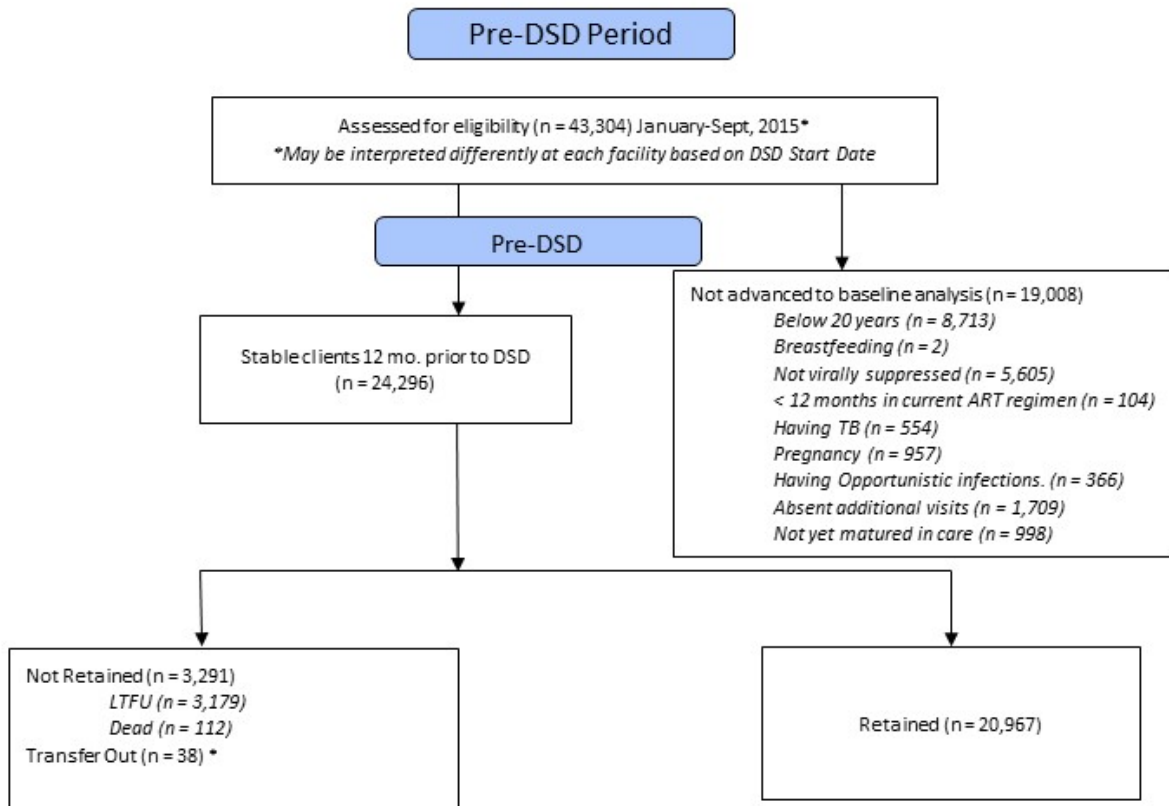 Pre-DSD Period
Assessed for eligibility (n = 43,304) January-Sept, 2015*
*May be interpreted differently at each facility based on DSD Start Date
Pre-DSD
Not advanced to baseline analysis (n = 19,008)
Below 20 years (n = 8,713)
Breastfeeding (n = 2)
Not virally suppressed (n = 5,605)
< 12 months in current ART regimen (n = 104)
Having TB (n = 554)
Pregnancy (n = 957)
Having Opportunistic infections. (n = 366)
Absent additional visits (n = 1,709)
Not yet matured in care (n = 998)
Stable clients 12 mo. prior to DSD
(n = 24,296)
Not Retained (n = 3,291)
LTFU (n = 3,179)
Dead (n = 112)
Transfer Out (n = 38) *
Retained (n = 20,967)